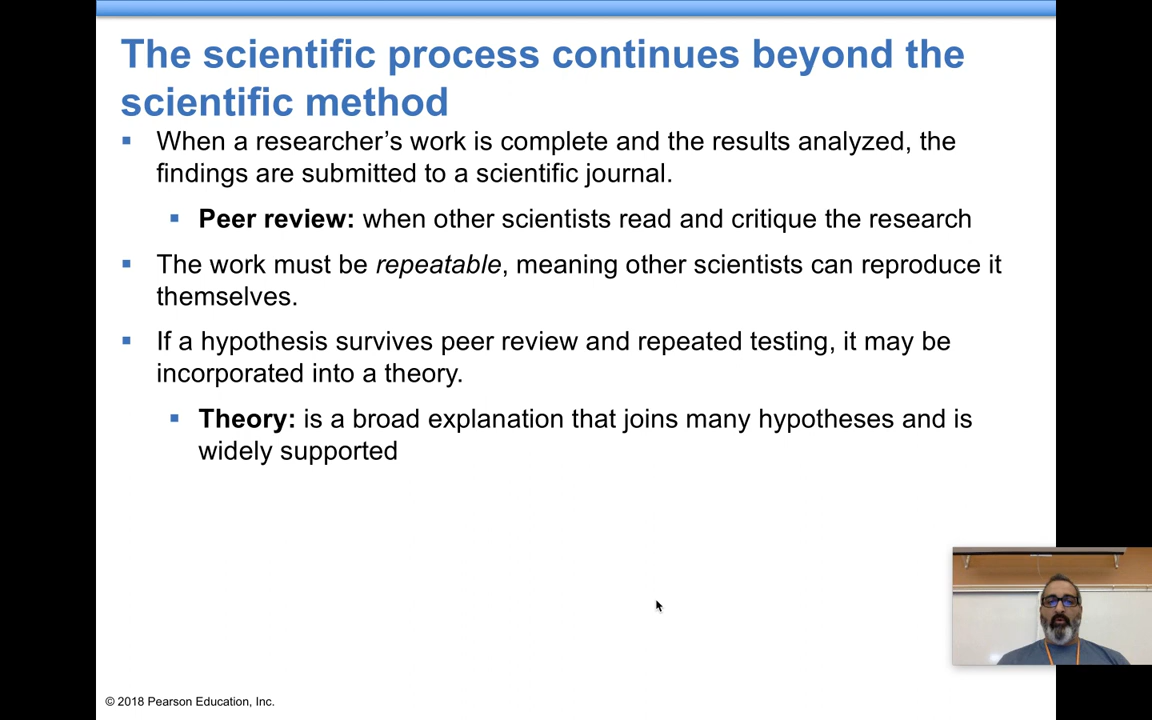 The scientific process continues beyond the
scientific method
▪ When a researcher’s work is complete and the results analyzed, the
findings are submitted to a scientific journal.
▪ Peer review: when other scientists read and critique the research
▪ The work must be repeatable, meaning other scientists can reproduce it
themselves.
▪ If a hypothesis survives peer review and repeated testing, it may be
incorporated into a theory.
▪ Theory: is a broad explanation that joins many hypotheses and is
widely supported
© 2018 Pearson Education, Inc.